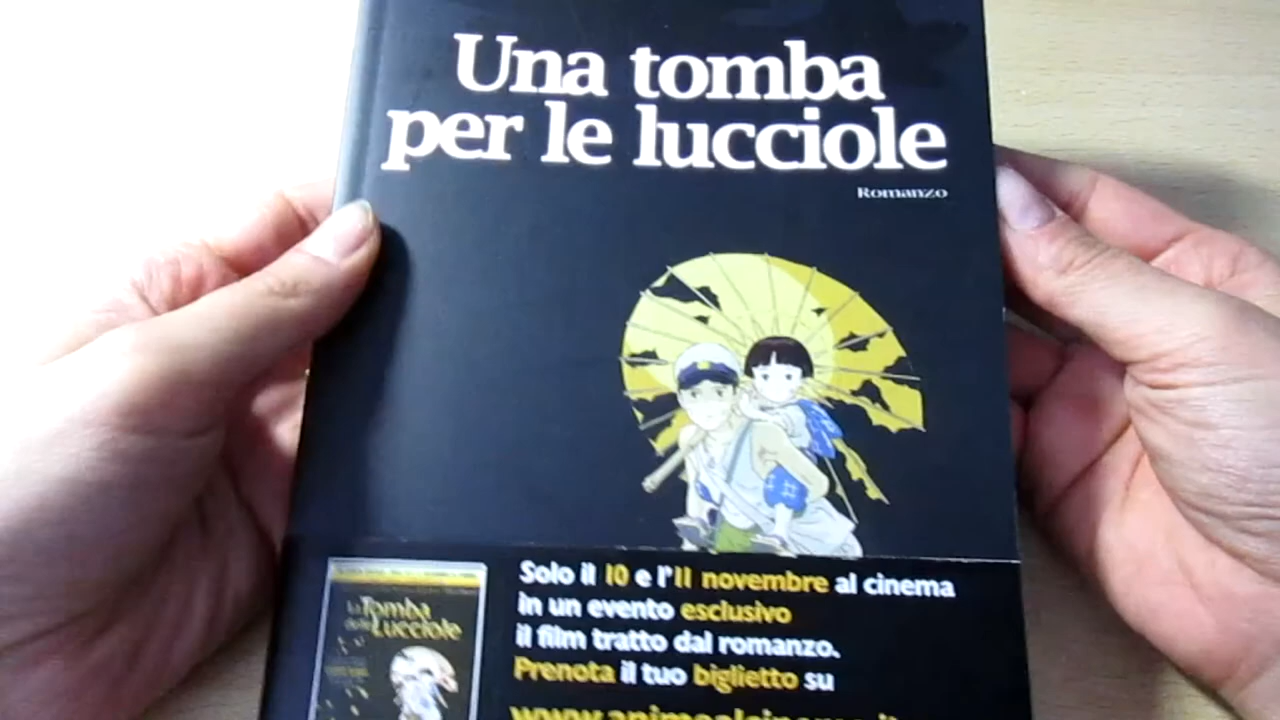 Una tomba
per le lucciole
Romanzo
Solo il 10 e l'11 novembre al cinema
in un evento esclusivo
il film tratto dal romanzo.
Prenota il tuo biglietto su
La Tomba
delle Lucciole